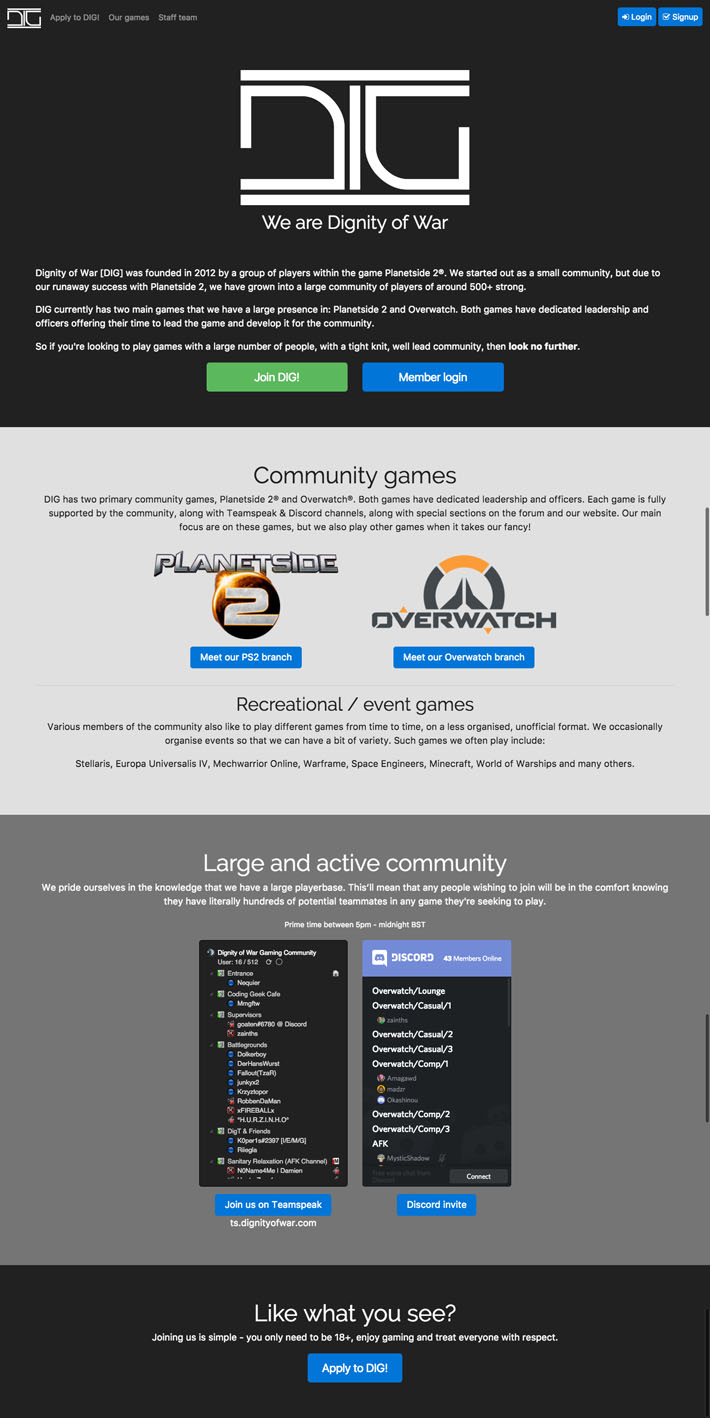 DIG
Apply to DIG!
Our games
Staff team
Login
Signup
DIG
We are Dignity of War
Dignity of War [DIG] was founded in 2012 by a group of players within the game Planetside 2®. We started out as a small community, but due to
our runaway success with Planetside 2, we have grown into a large community of players of around 500+ strong.
DIG currently has two main games that we have a large presence in: Planetside 2 and Overwatch. Both games have dedicated leadership and
officers offering their time to lead the game and develop it for the community.
So if you're looking to play games with a large number of people, with a tight knit, well lead community, then look no further.
Join DIG!
Member login
Community games
DIG has two primary community games, Planetside 2® and Overwatch®. Both games have dedicated leadership and officers. Each game is fully
supported by the community, along with Teamspeak & Discord channels, along with special sections on the forum and our website. Our main
focus are on these games, but we also play other games when it takes our fancy!
PLANETSIDE
2
OVERWATCH
Meet our PS2 branch
Meet our Overwatch branch
Recreational / event games
Various members of the community also like to play different games from time to time, on a less organised, unofficial format. We occasionally
organise events so that we can have a bit of variety. Such games we often play include:
Stellaris, Europa Universalis IV, Mechwarrior Online, Warframe, Space Engineers, Minecraft, World of Warships and many others.
Large and active community
We pride ourselves in the knowledge that we have a large playerbase. This'll mean that any people wishing to join will be in the comfort knowing
they have literally hundreds of potential teammates in any game they're seeking to play.
Prime time between 5pm - midnight BST
Dignity of War Gaming Community
User: 16 / 512
Entrance
Nequier
Coding Geek Cafe
Mmgftw
Supervisors
goaten#6780 @ Discord
zainths
Battlegrounds
Dolkerboy
DerHansWurst
Fallout(TzaR)
junkyx2
Krzyztopor
RobbenDaMan
xFIREBALLx
"H.U.R.Z.I.N.H.O"
DigT & Friends
K0per1s#2397 [I/E/M/G]
Riiegla
Sanitary Relaxation (AFK Channel)
N0Name4Me | Damien
DISCORD
43 Members Online
Overwatch/Lounge
Overwatch/Casual/1
zainths
Overwatch/Casual/2
Overwatch/Casual/3
Overwatch/Comp/1
Amagawd
madzr
Okashinou
Overwatch/Comp/2
Overwatch/Comp/3
AFK
MysticShadow
Free voice chat from
Discord
Connect
Join us on Teamspeak
ts.dignityofwar.com
Discord invite
Like what you see?
Joining us is simple - you only need to be 18+, enjoy gaming and treat everyone with respect.
Apply to DIG!